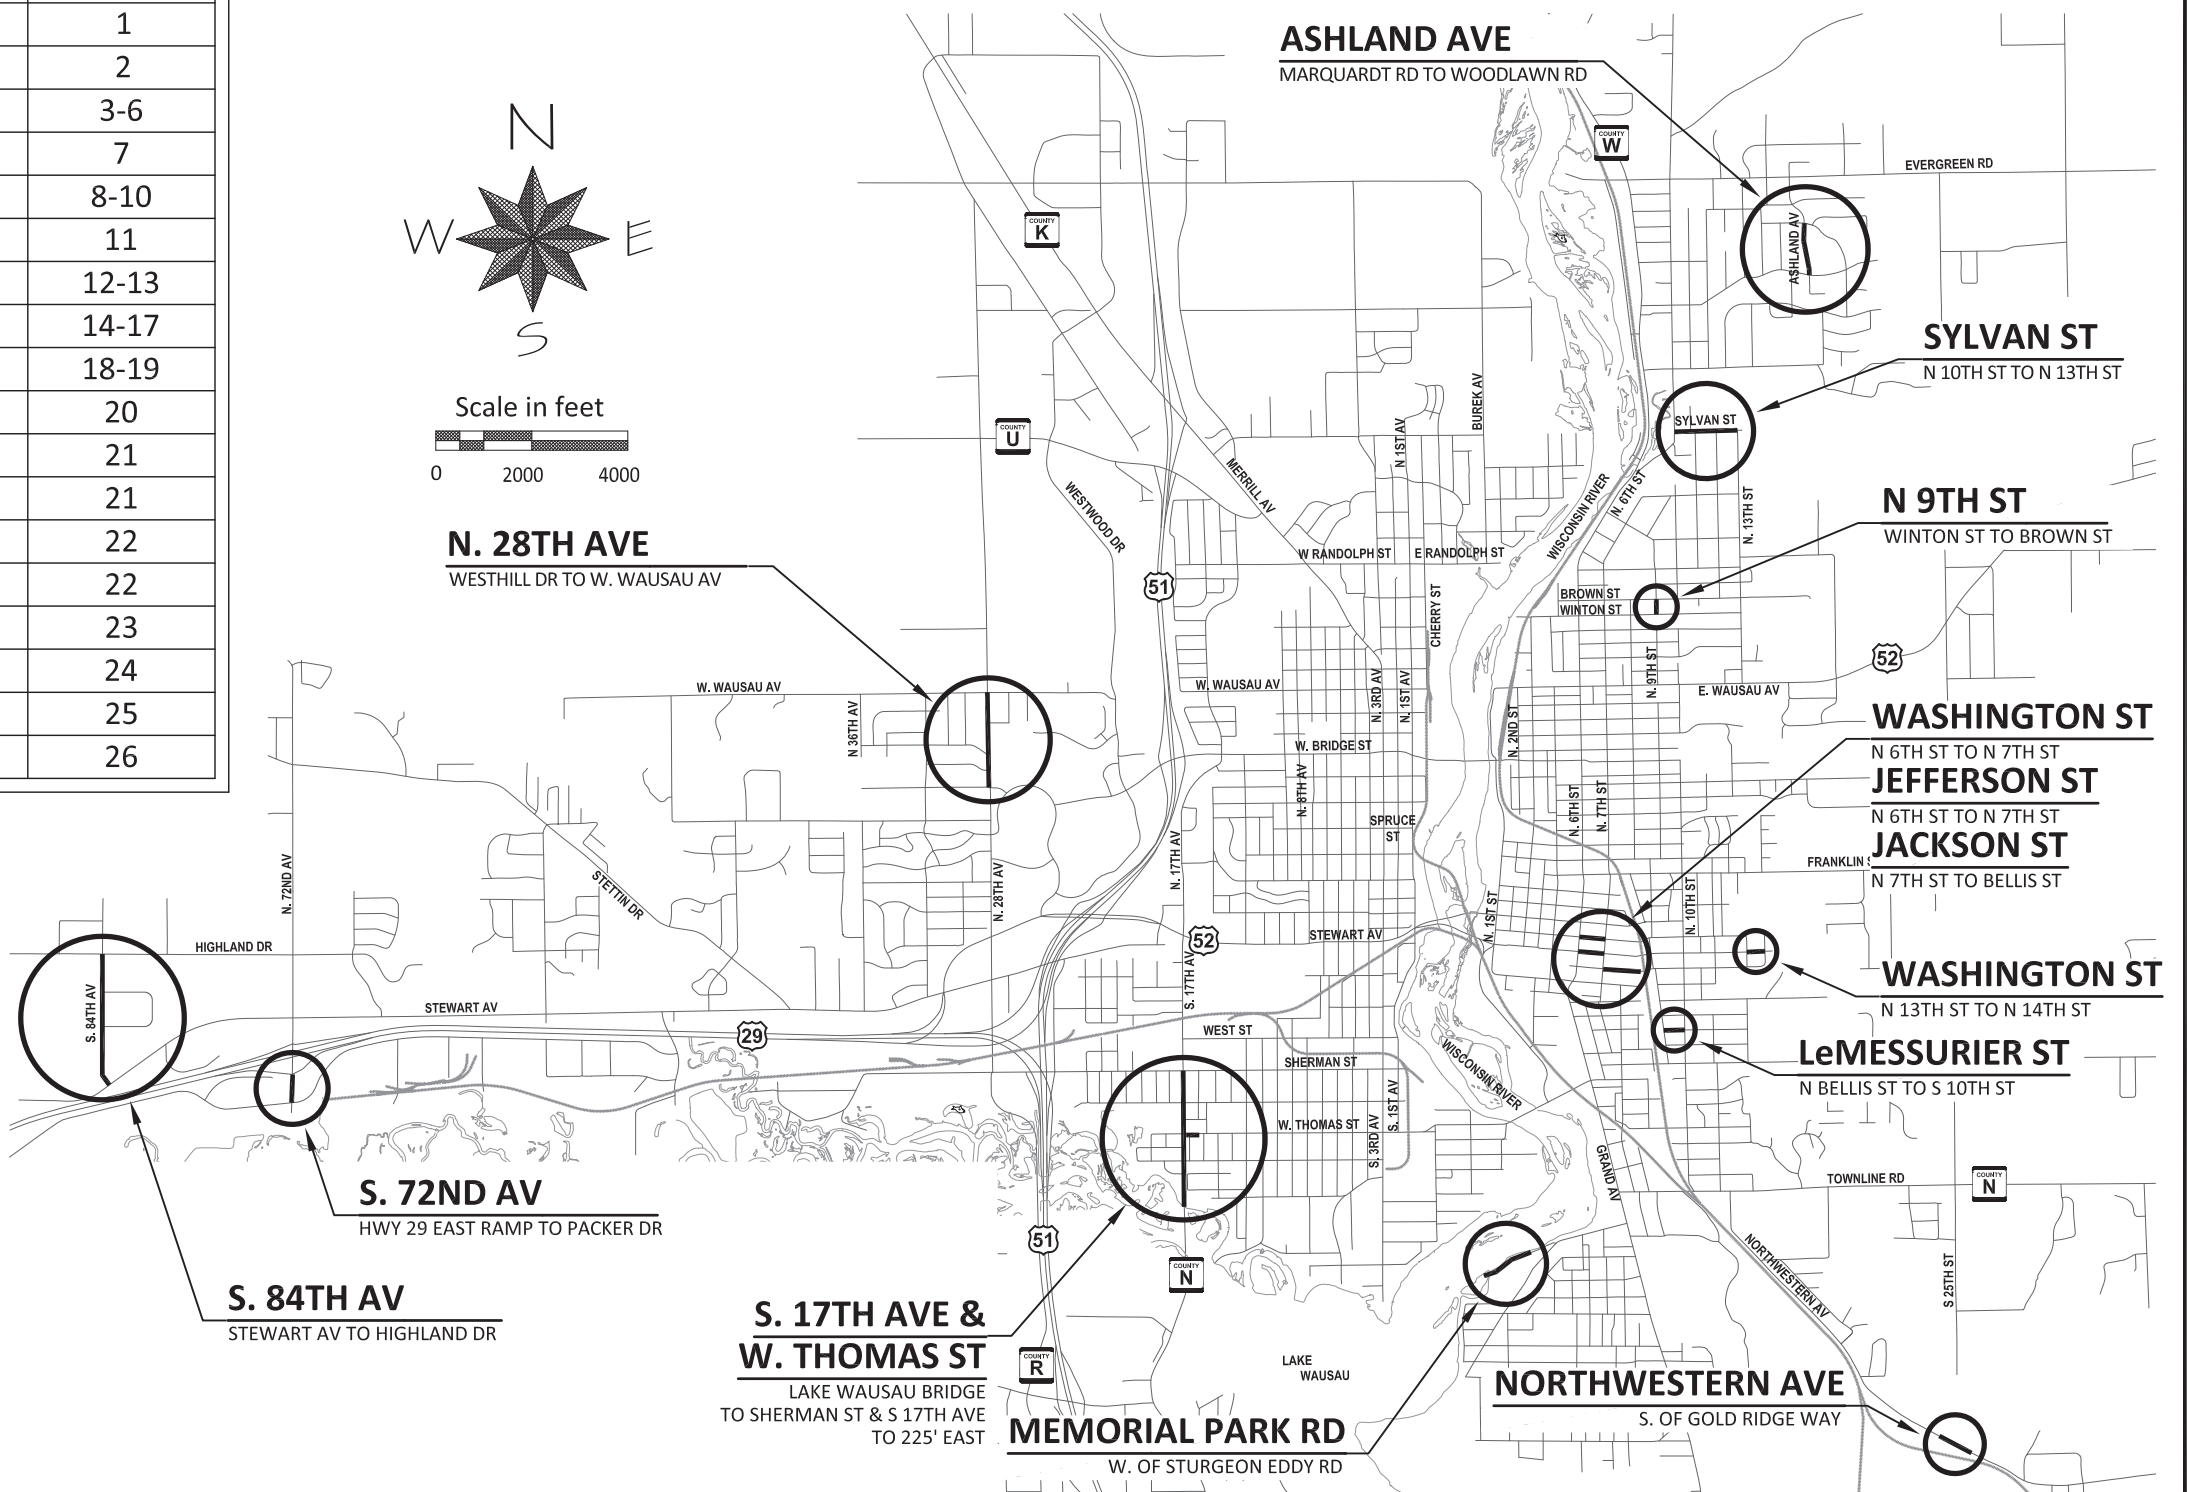 1
2
3-6
7
8-10
11
12-13
14-17
18-19
20
21
21
22
22
23
24
25
26
N
W
E
S
Scale in feet
0 2000 4000
ASHLAND AVE
MARQUARDT RD TO WOODLAWN RD
COUNTY
W
EVERGREEN RD
COUNTY
K
ASHLAND AV
SYLVAN ST
N 10TH ST TO N 13TH ST
SYLVAN ST
COUNTY
U
BUREK AV
N 1ST AV
MERRILL AV
WESTWOOD DR
WISCONSIN RIVER
N. 6TH ST
N. 13TH ST
N 9TH ST
WINTON ST TO BROWN ST
N. 28TH AVE
WESTHILL DR TO W. WAUSAU AV
W RANDOLPH ST
E RANDOLPH ST
51
CHERRY ST
BROWN ST
WINTON ST
52
N. 9TH ST
W. WAUSAU AV
W. WAUSAU AV
N. 3RD AV
N. 1ST AV
E. WAUSAU AV
N 36TH AV
N. 2ND ST
WASHINGTON ST
N 6TH ST TO N 7TH ST
JEFFERSON ST
N 6TH ST TO N 7TH ST
JACKSON ST
N 7TH ST TO BELLIS ST
W. BRIDGE ST
N. 8TH AV
SPRUCE
ST
N. 6TH ST
N. 7TH ST
FRANKLIN
N. 72ND AV
STETTIN DR
N. 28TH AV
N. 17TH AV
N. 1ST ST
N. 10TH ST
HIGHLAND DR
52
STEWART AV
S. 84TH AV
STEWART AV
S. 17TH AV
WASHINGTON ST
N 13TH ST TO N 14TH ST
29
WEST ST
SHERMAN ST
WISCONSIN RIVER
LeMESSURIER ST
N BELLIS ST TO S 10TH ST
W. THOMAS ST
S. 3RD AV
S. 1ST AV
GRAND AV
TOWNLINE RD
COUNTY
N
S. 72ND AV
HWY 29 EAST RAMP TO PACKER DR
51
COUNTY
N
NORTHWESTERN AV
S 25TH ST
S. 84TH AV
STEWART AV TO HIGHLAND DR
S. 17TH AVE &
W. THOMAS ST
LAKE WAUSAU BRIDGE
TO SHERMAN ST & S 17TH AVE
TO 225' EAST
COUNTY
R
LAKE
WAUSAU
MEMORIAL PARK RD
W. OF STURGEON EDDY RD
NORTHWESTERN AVE
S. OF GOLD RIDGE WAY